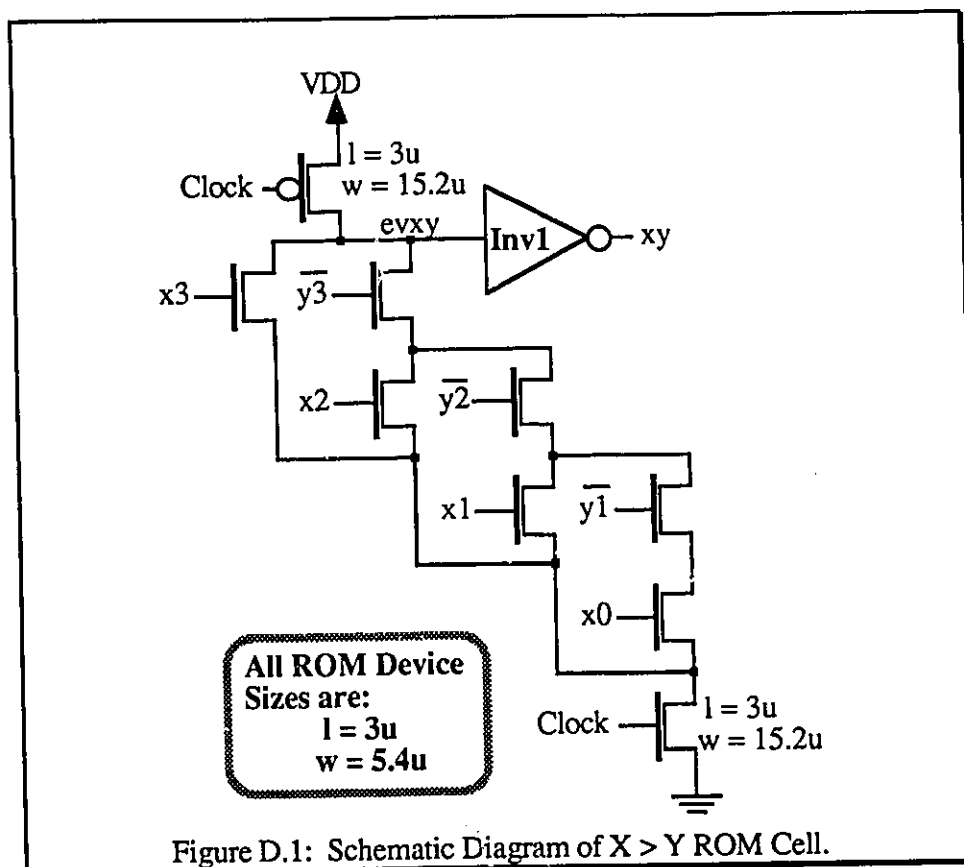 VDD
l = 3u
w = 15.2u
Clock
evxy
Inv1
xy
x3
y3
x2
y2
x1
y1
x0
All ROM Device
Sizes are:
l = 3u
w = 5.4u
Clock
l = 3u
w = 15.2u
Figure D.1: Schematic Diagram of X > Y ROM Cell.